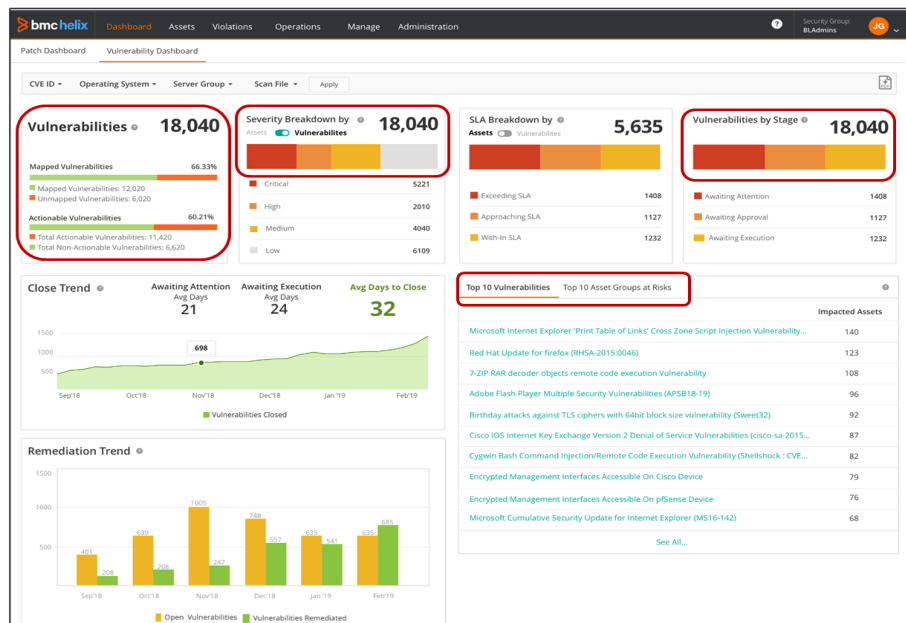 bmc helix Dashboard Assets Violations Operations Manage Administration ? Security Group: BLAdmins JG
Patch Dashboard Vulnerability Dashboard
CVE ID Operating System Server Group Scan File Apply
Vulnerabilities 18,040
Mapped Vulnerabilities 66.33%
Mapped Vulnerabilities: 12,020
Unmapped Vulnerabilities: 6,020
Actionable Vulnerabilities 60.21%
Total Actionable Vulnerabilities: 11,420
Total Non-Actionable Vulnerabilities: 6,620
Severity Breakdown by 18,040
Assets Vulnerabilites
Critical 5221
High 2010
Medium 4040
Low 6109
SLA Breakdown by 5,635
Assets Vulnerabilites
Exceeding SLA 1408
Approaching SLA 1127
With-In SLA 1232
Vulnerabilities by Stage 18,040
Awaiting Attention 1408
Awaiting Approval 1127
Awaiting Execution 1232
Close Trend
Awaiting Attention Awaiting Execution Avg Days to Close
Avg Days Avg Days
21 24 32
1500
1000
500
698
Sep'18 Oct'18 Nov'18 Dec'18 Jan '19 Feb'19
Vulnerabilities Closed
Remediation Trend
1500
1000
500
401 208 639 208 1005 247 748 557 635 541 635 685
Sep'18 Oct'18 Nov'18 Dec'18 Jan '19 Feb'19
Open Vulnerabilities Vulnerabilities Remediated
Top 10 Vulnerabilities Top 10 Asset Groups at Risks
Impacted Assets
Microsoft Internet Explorer 'Print Table of Links' Cross Zone Script Injection Vulnerability... 140
Red Hat Update for firefox (RHSA-2015:0046) 123
7-ZIP RAR decoder objects remote code execution Vulnerability 108
Adobe Flash Player Multiple Security Vulnerabilities (APSB18-19) 96
Birthday attacks against TLS ciphers with 64bit block size vulnerability (Sweet32) 92
Cisco IOS Internet Key Exchange Version 2 Denial of Service Vulnerabilities (cisco-sa-2015... 87
Cygwin Bash Command Injection/Remote Code Execution Vulnerability (Shellshock : CVE... 82
Encrypted Management Interfaces Accessible On Cisco Device 79
Encrypted Management Interfaces Accessible On pfSense Device 76
Microsoft Cumulative Security Update for Internet Explorer (MS16-142) 68
See All...